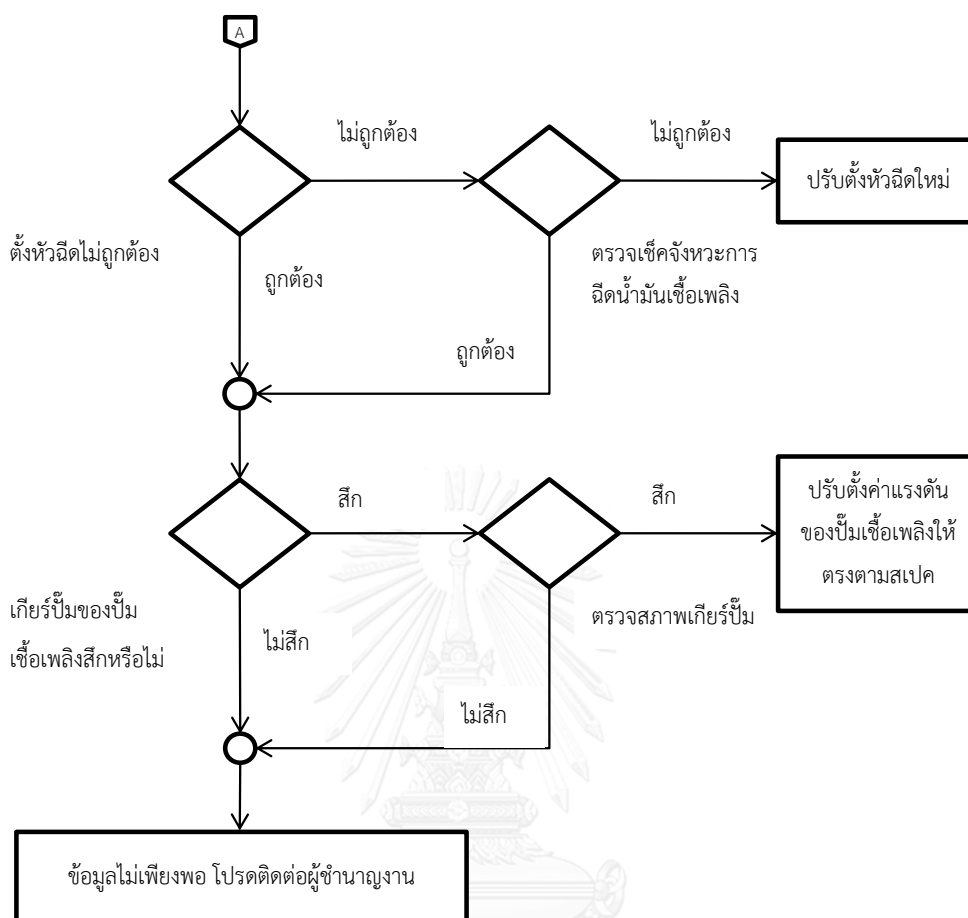 A
ไม่ถูกต้อง
ไม่ถูกต้อง
ปรับตั้งหัวฉีดใหม่
ตั้งหัวฉีดไม่ถูกต้อง
ถูกต้อง
ตรวจเช็คจังหวะการ
ฉีดน้ำมันเชื้อเพลิง
ถูกต้อง
สึก
สึก
ปรับตั้งค่าแรงดัน
ของปั๊มเชื้อเพลิงให้
ตรงตามสเปค
เกียร์ปั๊มของปั๊ม
เชื้อเพลิงสึกหรือไม่
ไม่สึก
ตรวจสภาพเกียร์ปั๊ม
ไม่สึก
ข้อมูลไม่เพียงพอ โปรดติดต่อผู้ชำนาญงาน